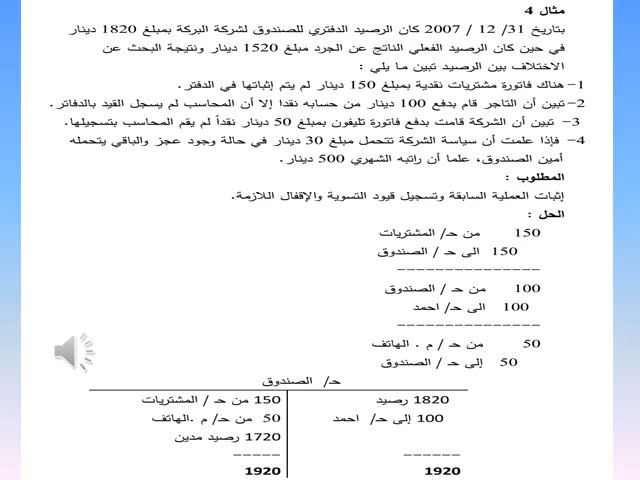 مثال 4
بتاريخ 31/ 12 / 2007 كان الرصيد الدفتري للصندوق لشركة البركة بمبلغ 1820 دينار
في حين كان الرصيد الفعلي الناتج عن الجرد مبلغ 1520 دينار ونتيجة البحث عن
الاختلاف بين الرصيد تبين ما يلي :
1- هناك فاتورة مشتريات نقدية بمبلغ 150 دينار لم يتم إثباتها في الدفتر.
2- تبين أن التاجر قام بدفع 100 دينار من حسابه نقدا إلا أن المحاسب لم يسجل القيد بالدفاتر.
3- تبين أن الشركة قامت بدفع فاتورة تليفون بمبلغ 50 دينار نقداً لم يقم المحاسب بتسجيلها.
4- فإذا علمت أن سياسة الشركة تتحمل مبلغ 30 دينار في حالة وجود عجز والباقي يتحمله
أمين الصندوق، علما أن راتبه الشهري 500 دينار.
المطلوب :
إثبات العملية السابقة وتسجيل قيود التسوية والإقفال اللازمة.
الحل :
150 من حـ/ المشتريات
150 الى حـ / الصندوق
_______________
100 من حـ / الصندوق
100 الى حـ/ احمد
_______________
50 من حـ / م . الهاتف
50 إلى حـ / الصندوق
حـ/ الصندوق
1820 رصيد 150 من حـ / المشتريات
100 إلى حـ/ احمد 50 من حـ/ م .الهاتف
1720 رصيد مدين
______ _____
1920 1920